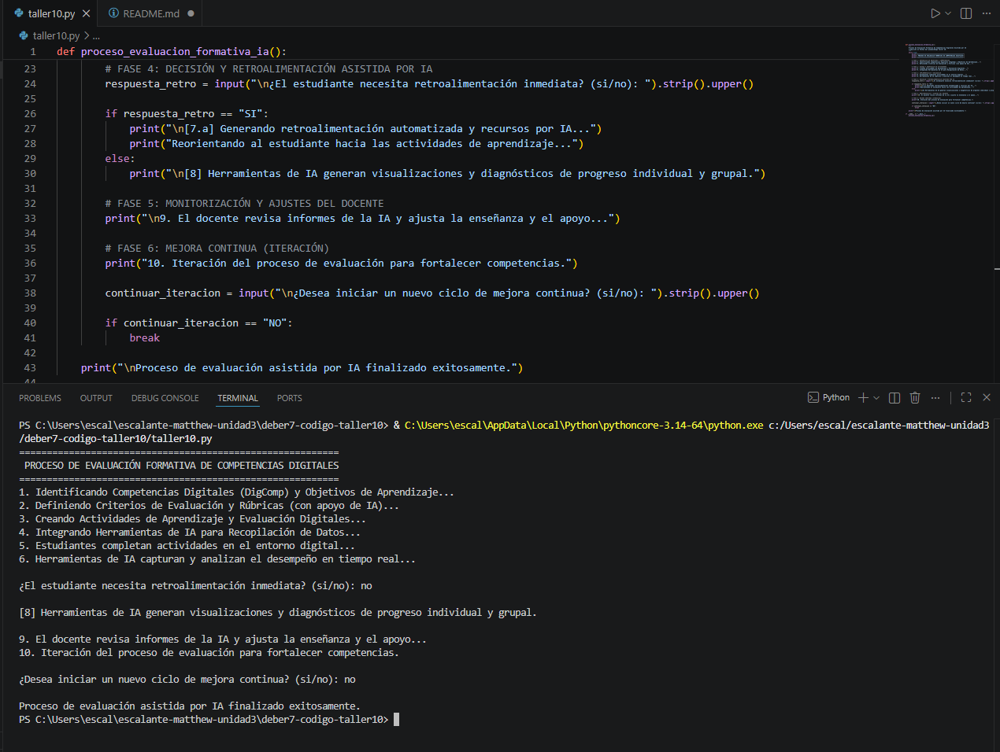 taller10.py
README.md
taller10.py > ...
1 def proceso_evaluacion_formativa_ia():
23 # FASE 4: DECISIÓN Y RETROALIMENTACIÓN ASISTIDA POR IA
24 respuesta_retro = input("\n¿El estudiante necesita retroalimentación inmediata? (si/no): ").strip().upper()
25
26 if respuesta_retro == "SI":
27 print("\n[7.a] Generando retroalimentación automatizada y recursos por IA...")
28 print("Reorientando al estudiante hacia las actividades de aprendizaje...")
29 else:
30 print("\n[8] Herramientas de IA generan visualizaciones y diagnósticos de progreso individual y grupal.")
31
32 # FASE 5: MONITORIZACIÓN Y AJUSTES DEL DOCENTE
33 print("\n9. El docente revisa informes de la IA y ajusta la enseñanza y el apoyo...")
34
35 # FASE 6: MEJORA CONTINUA (ITERACIÓN)
36 print("10. Iteración del proceso de evaluación para fortalecer competencias.")
37
38 continuar_iteracion = input("\n¿Desea iniciar un nuevo ciclo de mejora continua? (si/no): ").strip().upper()
39
40 if continuar_iteracion == "NO":
41 break
42
43 print("\nProceso de evaluación asistida por IA finalizado exitosamente.")
44
PROBLEMS OUTPUT DEBUG CONSOLE TERMINAL PORTS
Python
PS C:\Users\escal\escalante-matthew-unidad3\deber7-codigo-taller10> & C:\Users\escal\AppData\Local\Python\pythoncore-3.14-64\python.exe c:/Users/escal/escalante-matthew-unidad3
/deber7-codigo-taller10/taller10.py
==========================================================
PROCESO DE EVALUACIÓN FORMATIVA DE COMPETENCIAS DIGITALES
==========================================================
1. Identificando Competencias Digitales (DigComp) y Objetivos de Aprendizaje...
2. Definiendo Criterios de Evaluación y Rúbricas (con apoyo de IA)...
3. Creando Actividades de Aprendizaje y Evaluación Digitales...
4. Integrando Herramientas de IA para Recopilación de Datos...
5. Estudiantes completan actividades en el entorno digital...
6. Herramientas de IA capturan y analizan el desempeño en tiempo real...
¿El estudiante necesita retroalimentación inmediata? (si/no): no
[8] Herramientas de IA generan visualizaciones y diagnósticos de progreso individual y grupal.
9. El docente revisa informes de la IA y ajusta la enseñanza y el apoyo...
10. Iteración del proceso de evaluación para fortalecer competencias.
¿Desea iniciar un nuevo ciclo de mejora continua? (si/no): no
Proceso de evaluación asistida por IA finalizado exitosamente.
PS C:\Users\escal\escalante-matthew-unidad3\deber7-codigo-taller10>